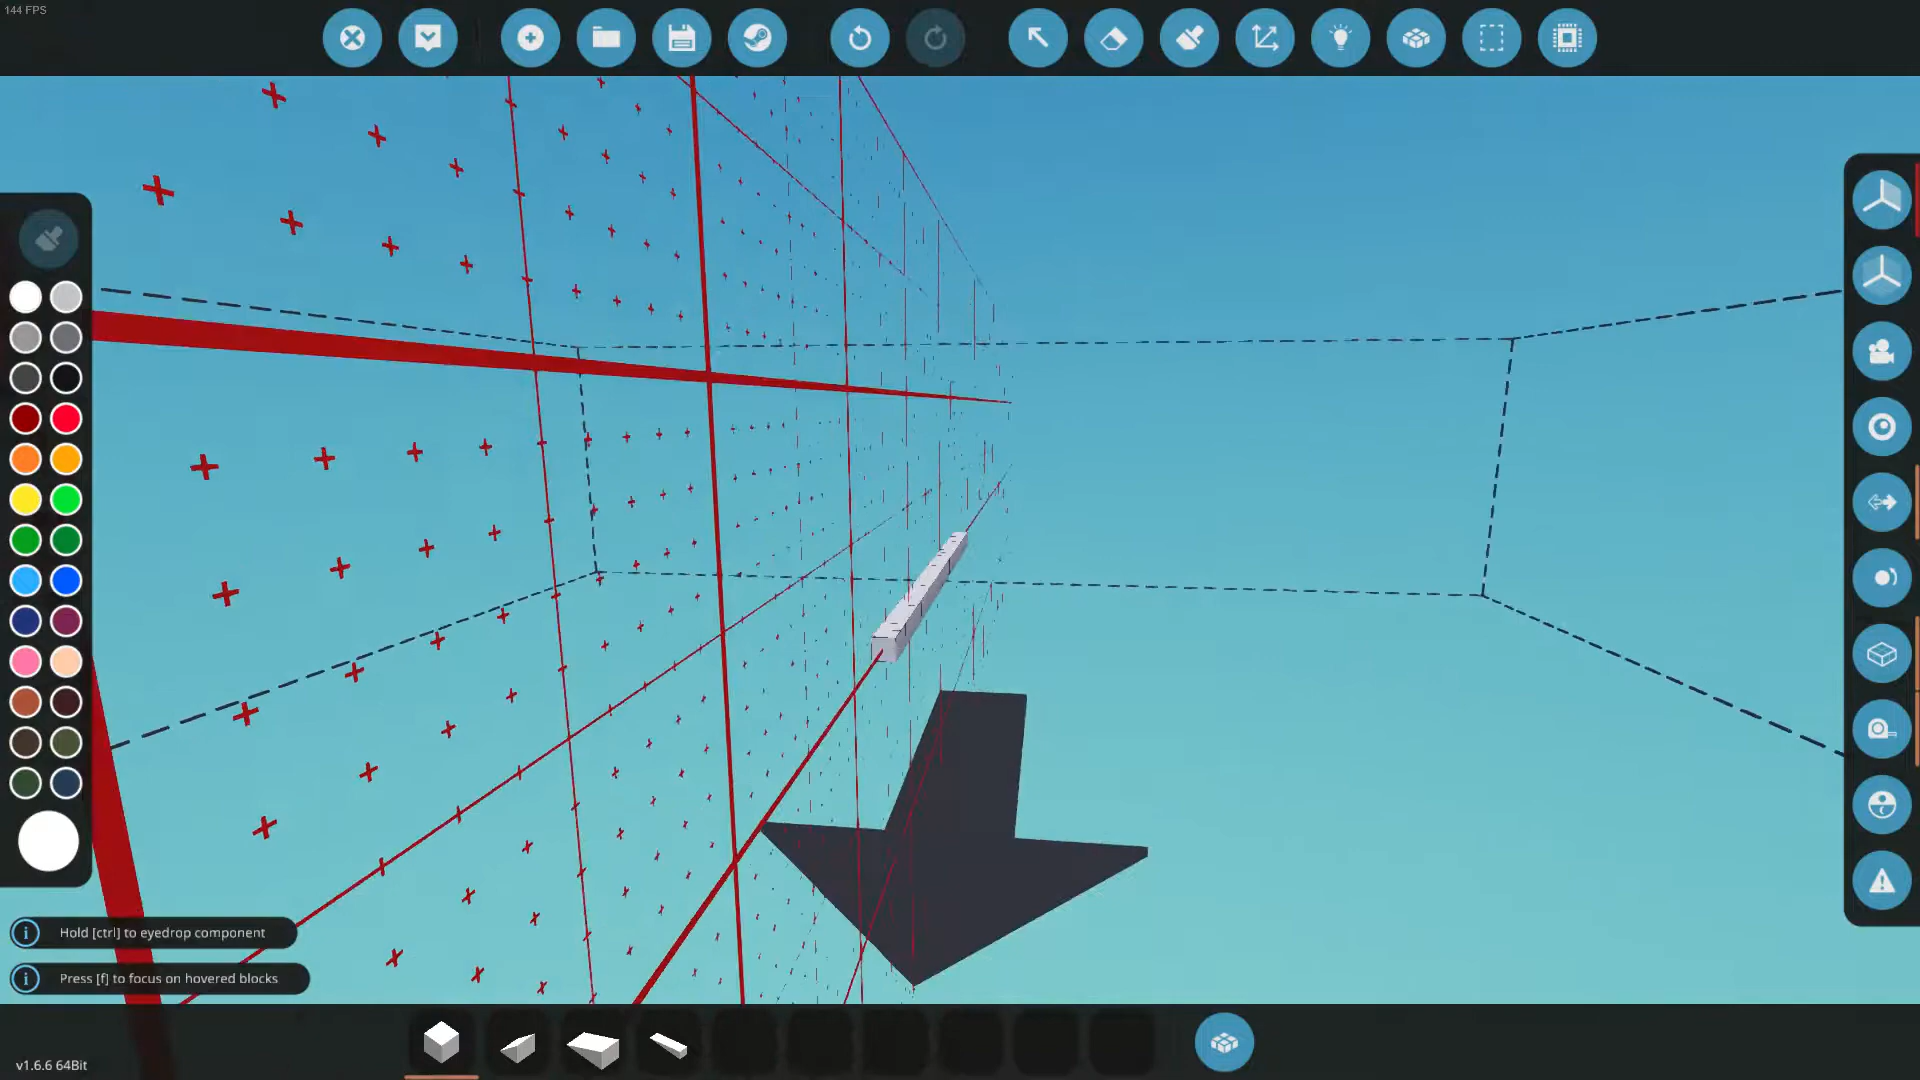 144 FPS
Hold [ctrl] to eyedrop component
Press [f] to focus on hovered blocks
v1.6.6 64Bit